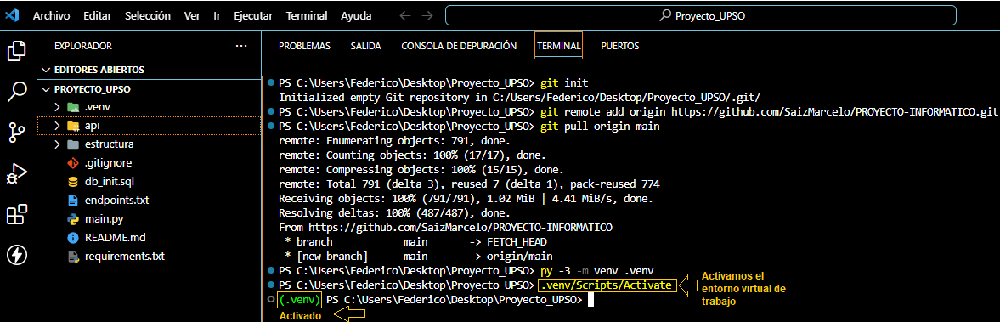 Archivo Editar Selección Ver Ir Ejecutar Terminal Ayuda Proyecto_UPSO
EXPLORADOR ···
EDITORES ABIERTOS
PROYECTO_UPSO
.venv
api
estructura
.gitignore
db_init.sql
endpoints.txt
main.py
README.md
requirements.txt
PROBLEMAS SALIDA CONSOLA DE DEPURACIÓN TERMINAL PUERTOS
PS C:\Users\Federico\Desktop\Proyecto_UPSO> git init
Initialized empty Git repository in C:/Users/Federico/Desktop/Proyecto_UPSO/.git/
PS C:\Users\Federico\Desktop\Proyecto_UPSO> git remote add origin https://github.com/SaizMarcelo/PROYECTO-INFORMATICO.git
PS C:\Users\Federico\Desktop\Proyecto_UPSO> git pull origin main
remote: Enumerating objects: 791, done.
remote: Counting objects: 100% (17/17), done.
remote: Compressing objects: 100% (15/15), done.
remote: Total 791 (delta 3), reused 7 (delta 1), pack-reused 774
Receiving objects: 100% (791/791), 1.02 MiB | 4.41 MiB/s, done.
Resolving deltas: 100% (487/487), done.
From https://github.com/SaizMarcelo/PROYECTO-INFORMATICO
* branch main -> FETCH_HEAD
* [new branch] main -> origin/main
PS C:\Users\Federico\Desktop\Proyecto_UPSO> py -3 -m venv .venv
PS C:\Users\Federico\Desktop\Proyecto_UPSO> .venv/Scripts/Activate
(.venv) PS C:\Users\Federico\Desktop\Proyecto_UPSO>
Activamos el
entorno virtual de
trabajo
Activado